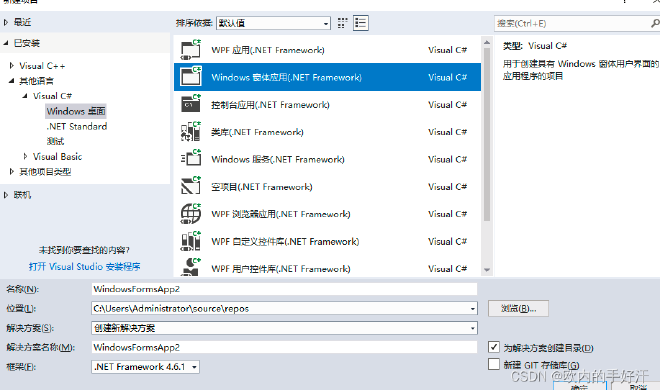 新建项目
最近
排序依据: 默认值
搜索(Ctrl+E)
已安装
Visual C++
其他语言
Visual C#
Windows 桌面
.NET Standard
测试
Visual Basic
其他项目类型
联机
未找到你要查找的内容?
打开 Visual Studio 安装程序
WPF 应用(.NET Framework) Visual C#
Windows 窗体应用(.NET Framework) Visual C#
控制台应用(.NET Framework) Visual C#
类库(.NET Framework) Visual C#
Windows 服务(.NET Framework) Visual C#
空项目(.NET Framework) Visual C#
WPF 浏览器应用(.NET Framework) Visual C#
WPF 自定义控件库(.NET Framework) Visual C#
WPF 用户控件库(.NET Framework) Visual C#
类型: Visual C#
用于创建具有 Windows 窗体用户界面的
应用程序的项目
名称(N): WindowsFormsApp2
位置(L): C:\Users\Administrator\source\repos
浏览(B)...
解决方案(S): 创建新解决方案
解决方案名称(M): WindowsFormsApp2
为解决方案创建目录(D)
框架(F): .NET Framework 4.6.1
新建 GIT 存储库(G)
CSDN @欧内的手好汗
确定 取消